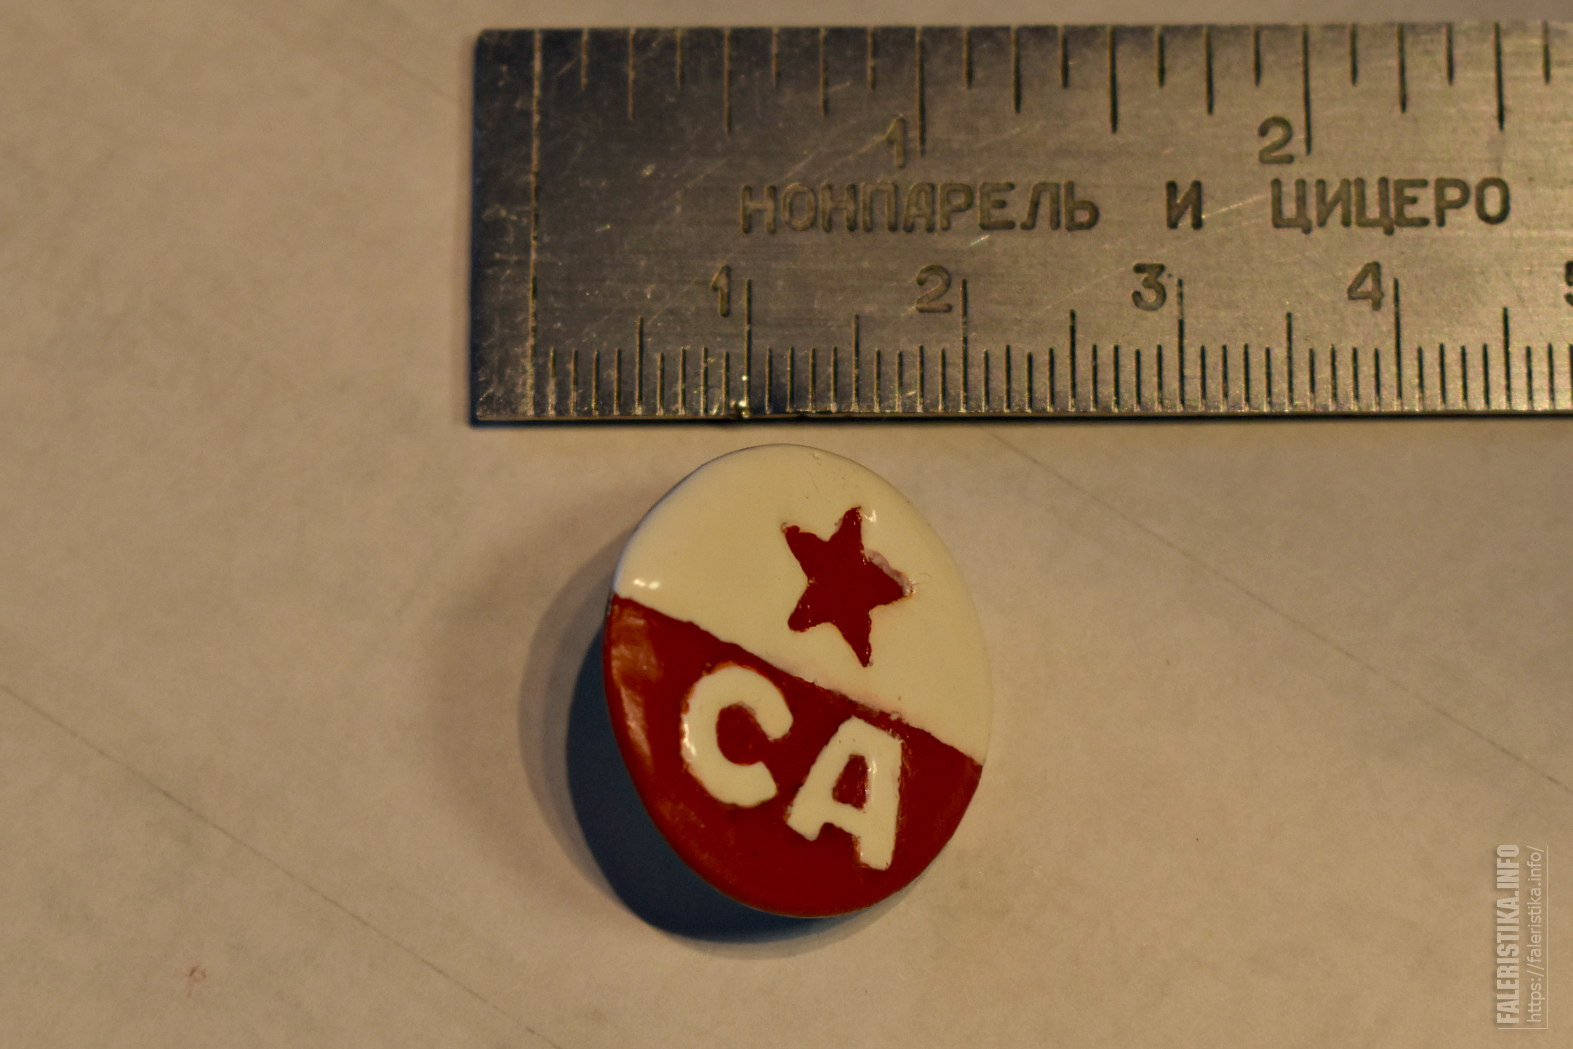 1 2
НОНПАРЕЛЬ И ЦИЦЕРО
1 2 3 4 5
СА
FALERISTIKA.INFO
https://faleristika.info/